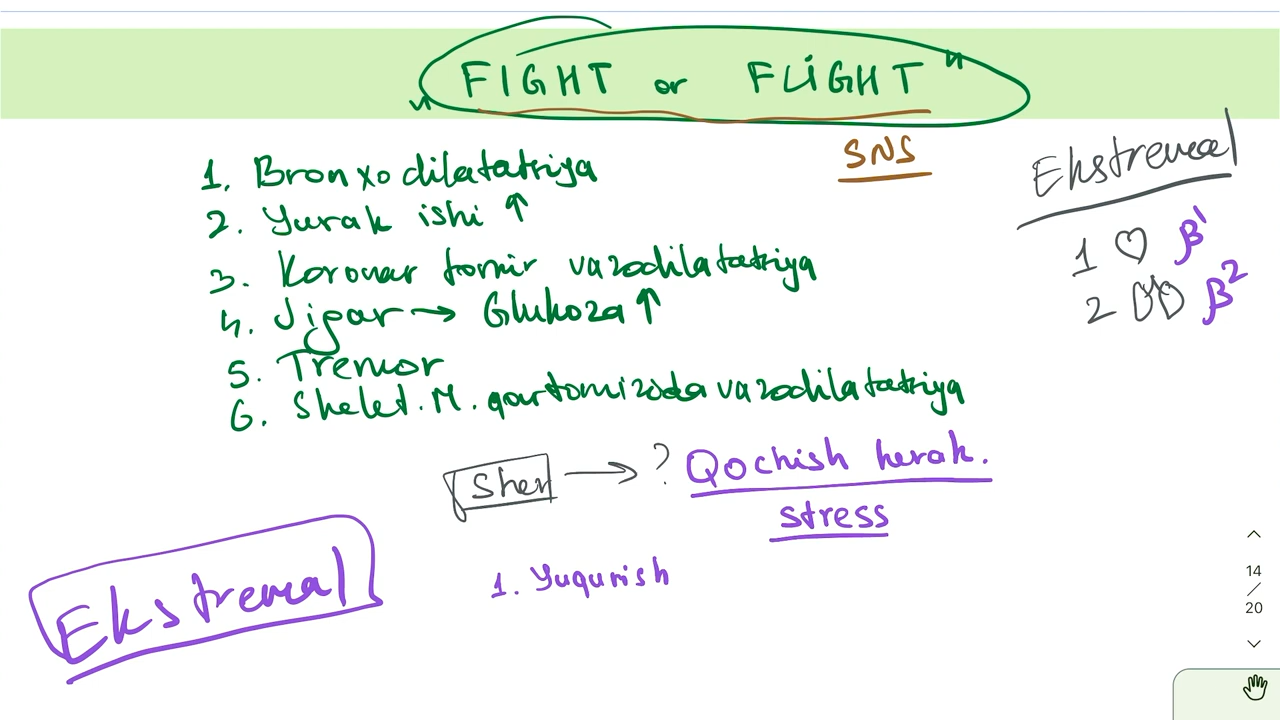 "FIGHT or FLiGHT"
SNS
1. Bronxodilatatsiya
2. Yurak ishi ↑
3. Koronar tomir vazodilatatsiya
4. Jigar → Glukoza ↑
5. Tremor
6. Skelet. M. qon tomirida vazodilatatsiya
Ekstremal
1 ♡ β1
2 β2
Sher → ? Qochish kerak.
stress
Ekstremal
1. Yugurish
14
/
20